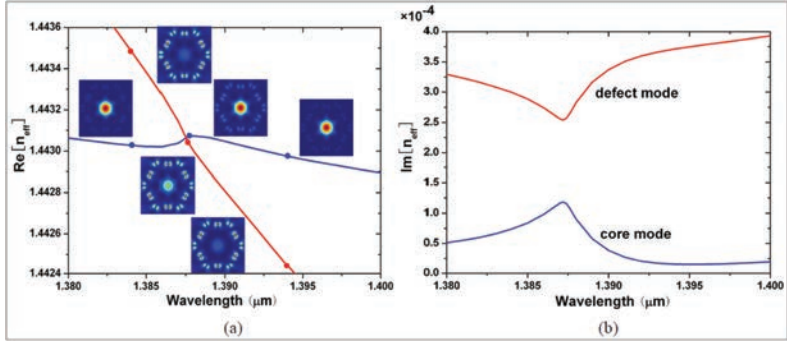 ×10⁻⁴
1.4436
1.4434
1.4432
1.4430
1.4428
1.4426
1.4424
Re[n_eff]
1.380 1.385 1.390 1.395 1.400
Wavelength (μm)
(a)
4.0
3.5
3.0
2.5
2.0
1.5
1.0
0.5
0.0
Im[n_eff]
defect mode
core mode
1.380 1.385 1.390 1.395 1.400
Wavelength (μm)
(b)